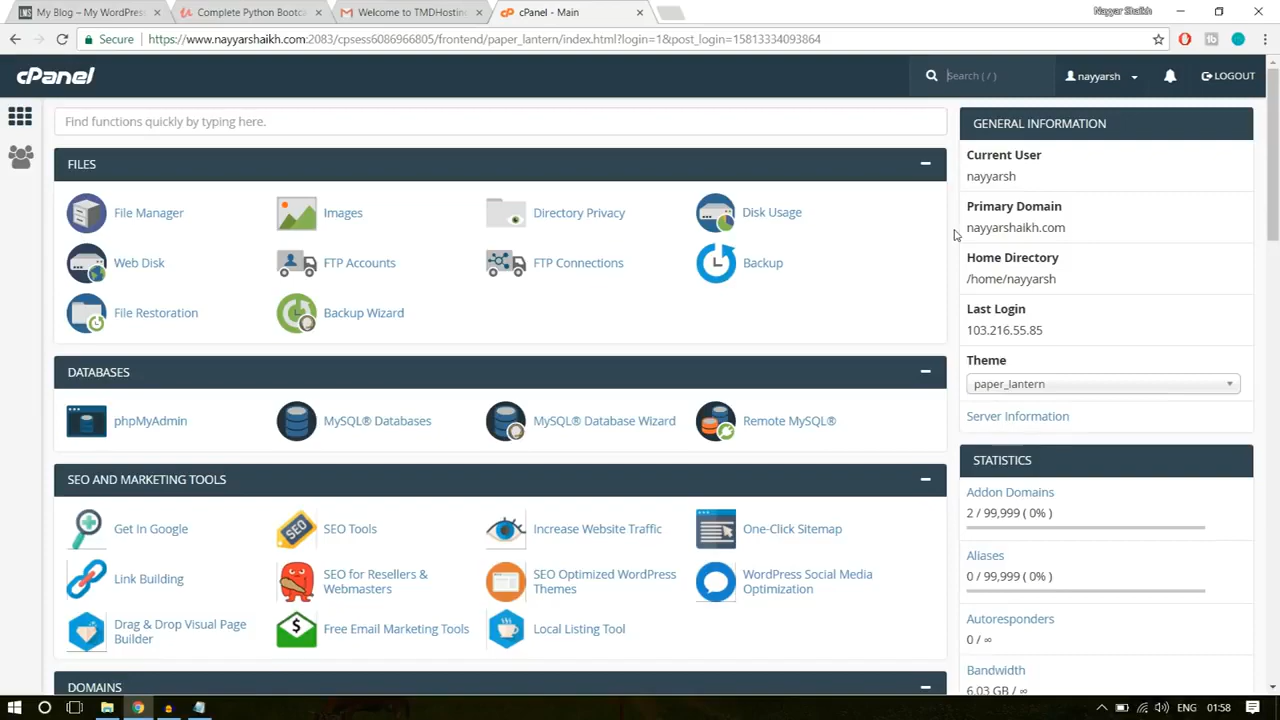 My Blog – My WordPress
Complete Python Bootca
Welcome to TMDHostin
cPanel - Main
Nayyar Shaikh
Secure
https://www.nayyarshaikh.com:2083/cpsess6086966805/frontend/paper_lantern/index.html?login=1&post_login=15813334093864
cPanel
Search ( / )
nayyarsh
LOGOUT
Find functions quickly by typing here.
FILES
File Manager
Images
Directory Privacy
Disk Usage
Web Disk
FTP Accounts
FTP Connections
Backup
File Restoration
Backup Wizard
DATABASES
phpMyAdmin
MySQL® Databases
MySQL® Database Wizard
Remote MySQL®
SEO AND MARKETING TOOLS
Get In Google
SEO Tools
Increase Website Traffic
One-Click Sitemap
Link Building
SEO for Resellers &
Webmasters
SEO Optimized WordPress
Themes
WordPress Social Media
Optimization
Drag & Drop Visual Page
Builder
Free Email Marketing Tools
Local Listing Tool
DOMAINS
GENERAL INFORMATION
Current User
nayyarsh
Primary Domain
nayyarshaikh.com
Home Directory
/home/nayyarsh
Last Login
103.216.55.85
Theme
paper_lantern
Server Information
STATISTICS
Addon Domains
2 / 99,999 ( 0% )
Aliases
0 / 99,999 ( 0% )
Autoresponders
0 / ∞
Bandwidth
6.03 GB / ∞
ENG
01:58